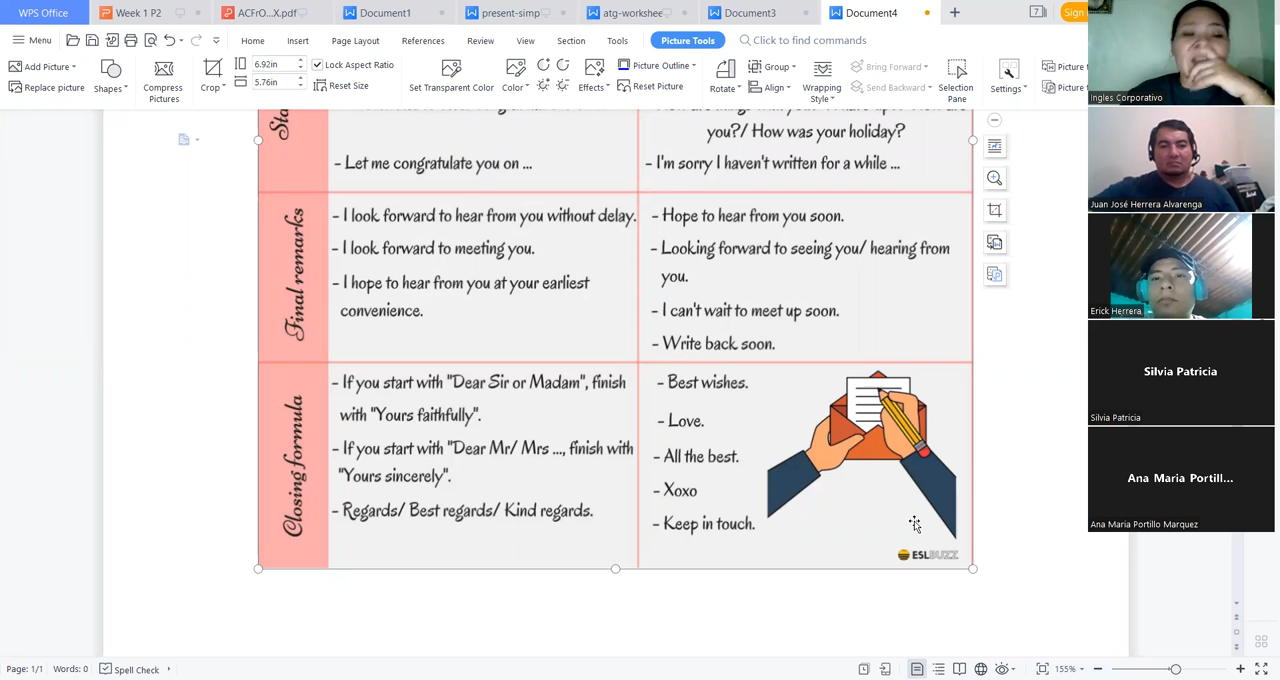 WPS Office
Week 1 P2
ACFrO...X.pdf
Document1
present-simp
atg-workshee
Document3
Document4
Sign
Menu
Home
Insert
Page Layout
References
Review
View
Section
Tools
Picture Tools
Click to find commands
Add Picture
Replace picture
Shapes
Compress Pictures
Crop
6.92in
5.76in
Lock Aspect Ratio
Reset Size
Set Transparent Color
Color
Effects
Picture Outline
Reset Picture
Rotate
Group
Align
Wrapping Style
Bring Forward
Send Backward
Selection Pane
Settings
Picture
Picture
you?/ How was your holiday?
- Let me congratulate you on ...
- I'm sorry I haven't written for a while ...
Final remarks
- I look forward to hear from you without delay.
- I look forward to meeting you.
- I hope to hear from you at your earliest
convenience.
- Hope to hear from you soon.
- Looking forward to seeing you/ hearing from
you.
- I can't wait to meet up soon.
- Write back soon.
Closing formula
- If you start with "Dear Sir or Madam", finish
with "Yours faithfully".
- If you start with "Dear Mr/ Mrs ..., finish with
"Yours sincerely".
- Regards/ Best regards/ Kind regards.
- Best wishes.
- Love.
- All the best.
- Xoxo
- Keep in touch.
ESLBUZZ
Ingles Corporativo
Juan José Herrera Alvarenga
Erick Herrera
Silvia Patricia
Silvia Patricia
Ana Maria Portill...
Ana Maria Portillo Marquez
Page: 1/1
Words: 0
Spell Check
155%